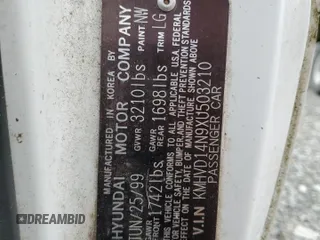 MANUFACTURED IN KOREA BY
HYUNDAI MOTOR COMPANY
JUN/25/99 GVWR 3210lbs PAINT NW
GAWR FRONT 1742lbs GAWR REAR 1698lbs TRIM LG
THIS VEHICLE CONFORMS TO ALL APPLICABLE U.S.A. FEDERAL
MOTOR VEHICLE SAFETY, BUMPER, AND THEFT PREVENTION
STANDARDS IN EFFECT ON THE DATE OF MANUFACTURE SHOWN ABOVE.
V.I.N KMHVD14N9XU503210
PASSENGER CAR